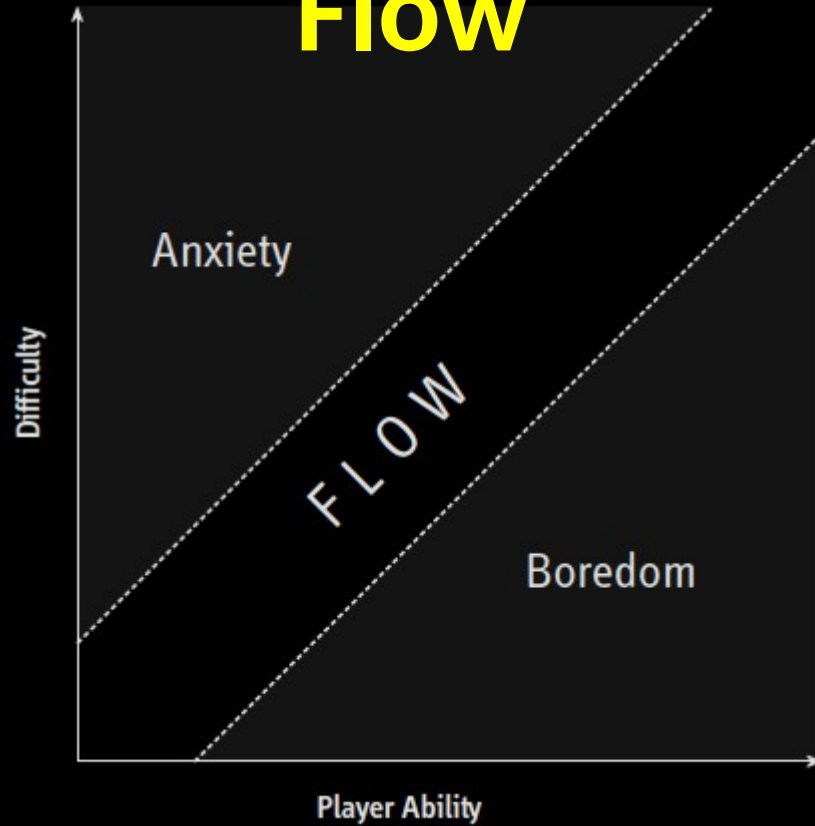 Flow
Anxiety
Difficulty
FLOW
Boredom
Player Ability